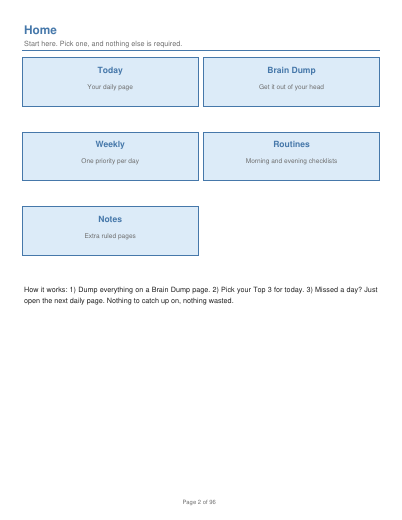 Home
Start here. Pick one, and nothing else is required.
Today
Your daily page
Brain Dump
Get it out of your head
Weekly
One priority per day
Routines
Morning and evening checklists
Notes
Extra ruled pages
How it works: 1) Dump everything on a Brain Dump page. 2) Pick your Top 3 for today. 3) Missed a day? Just
open the next daily page. Nothing to catch up on, nothing wasted.
Page 2 of 96